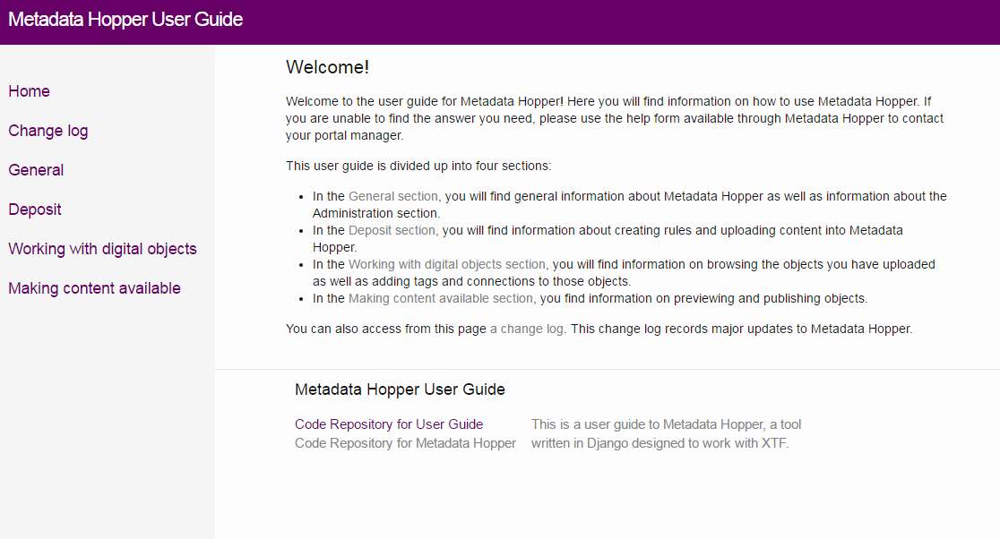 Metadata Hopper User Guide
Home
Change log
General
Deposit
Working with digital objects
Making content available
Welcome!
Welcome to the user guide for Metadata Hopper! Here you will find information on how to use Metadata Hopper. If
you are unable to find the answer you need, please use the help form available through Metadata Hopper to contact
your portal manager.
This user guide is divided up into four sections:
• In the General section, you will find general information about Metadata Hopper as well as information about the
Administration section.
• In the Deposit section, you will find information about creating rules and uploading content into Metadata
Hopper.
• In the Working with digital objects section, you will find information on browsing the objects you have uploaded
as well as adding tags and connections to those objects.
• In the Making content available section, you find information on previewing and publishing objects.
You can also access from this page a change log. This change log records major updates to Metadata Hopper.
Metadata Hopper User Guide
Code Repository for User Guide
Code Repository for Metadata Hopper
This is a user guide to Metadata Hopper, a tool
written in Django designed to work with XTF.